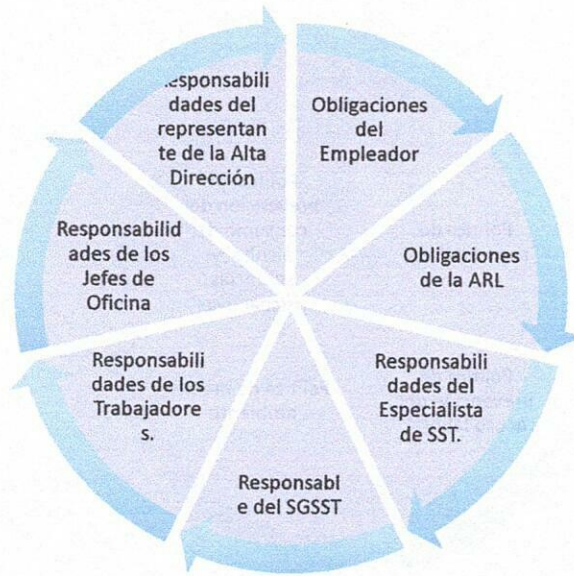 Obligaciones
del
Empleador
Obligaciones
de la ARL
Responsabili
dades del
Especialista
de SST.
Responsabl
e del SGSST
Responsabili
dades de los
Trabajadore
s.
Responsabilid
ades de los
Jefes de
Oficina
esponsabili
dades del
representan
te de la Alta
Dirección